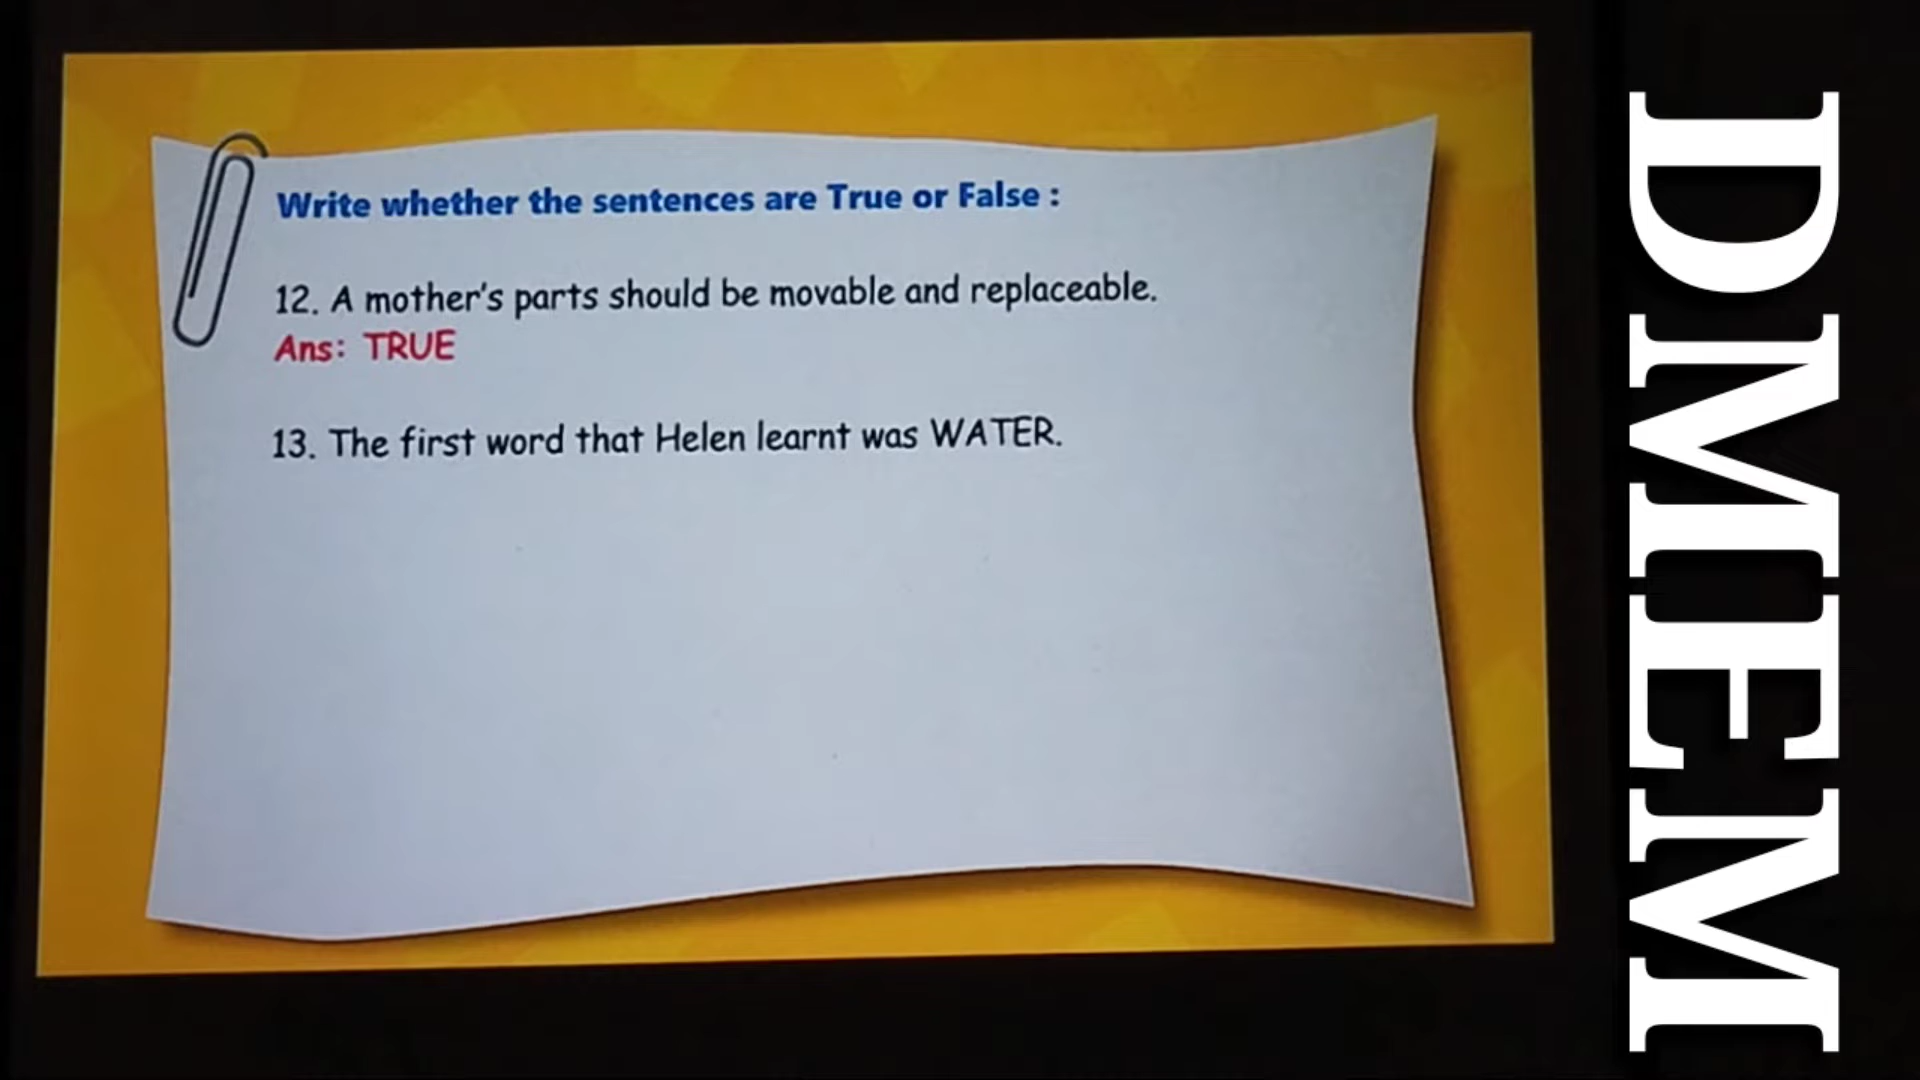 Write whether the sentences are True or False :
12. A mother's parts should be movable and replaceable.
Ans: TRUE
13. The first word that Helen learnt was WATER.
DMEM